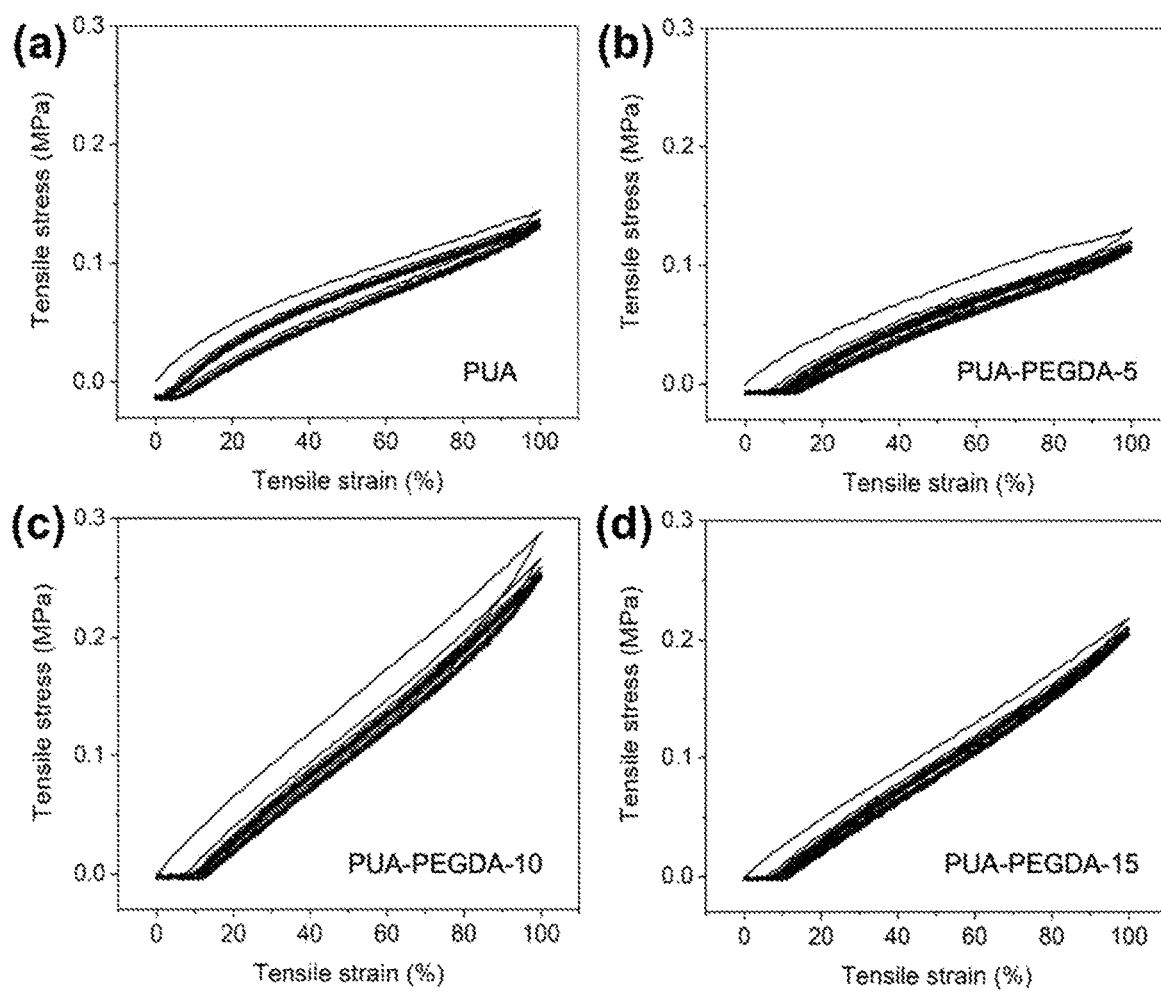 (a)
0.3
0.2
0.1
0.0
Tensile stress (MPa)
PUA
0 20 40 60 80 100
Tensile strain (%)
(b)
0.3
0.2
0.1
0.0
Tensile stress (MPa)
PUA-PEGDA-5
0 20 40 60 80 100
Tensile strain (%)
(c)
0.3
0.2
0.1
0.0
Tensile stress (MPa)
PUA-PEGDA-10
0 20 40 60 80 100
Tensile strain (%)
(d)
0.3
0.2
0.1
0.0
Tensile stress (MPa)
PUA-PEGDA-15
0 20 40 60 80 100
Tensile strain (%)